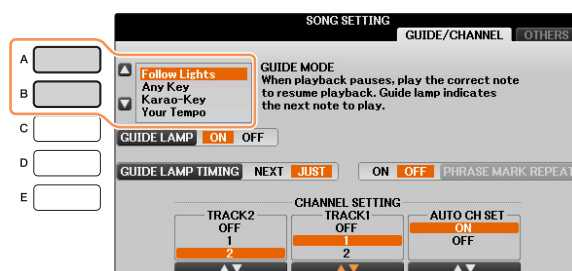 SONG SETTING
GUIDE/CHANNEL OTHERS
A
B
C
D
E
Follow Lights
Any Key
Karao-Key
Your Tempo
GUIDE MODE
When playback pauses, play the correct note
to resume playback. Guide lamp indicates
the next note to play.
GUIDE LAMP ON OFF
GUIDE LAMP TIMING NEXT JUST ON OFF PHRASE MARK REPEAT
CHANNEL SETTING
TRACK2 TRACK1 AUTO CH SET
OFF OFF ON
1 1 OFF
2 2